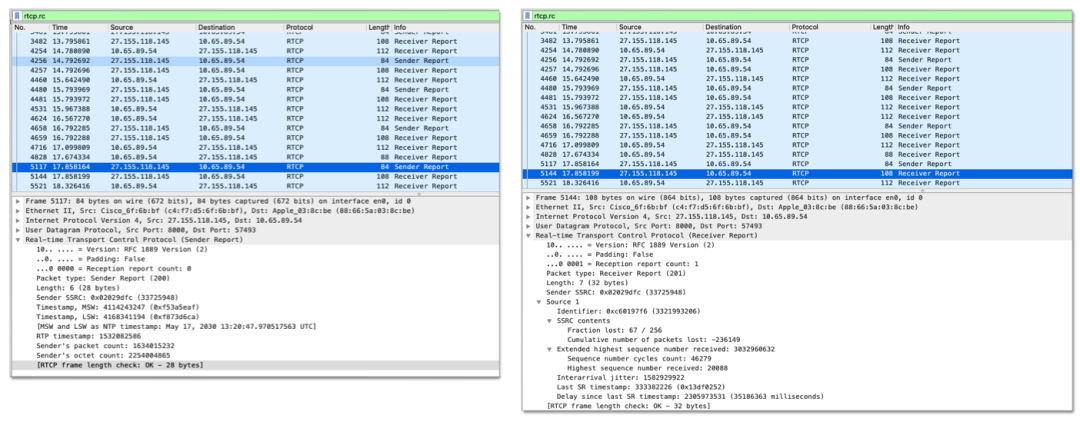 rtcp.rc
No. Time Source Destination Protocol Length Info
3482 13.795861 27.155.118.145 10.65.89.54 RTCP 108 Receiver Report
4254 14.780890 10.65.89.54 27.155.118.145 RTCP 112 Receiver Report
4256 14.792692 27.155.118.145 10.65.89.54 RTCP 84 Sender Report
4257 14.792696 27.155.118.145 10.65.89.54 RTCP 108 Receiver Report
4460 15.642490 10.65.89.54 27.155.118.145 RTCP 112 Receiver Report
4480 15.793969 27.155.118.145 10.65.89.54 RTCP 84 Sender Report
4481 15.793972 27.155.118.145 10.65.89.54 RTCP 108 Receiver Report
4531 15.967388 10.65.89.54 27.155.118.145 RTCP 112 Receiver Report
4624 16.567270 10.65.89.54 27.155.118.145 RTCP 112 Receiver Report
4658 16.792285 27.155.118.145 10.65.89.54 RTCP 84 Sender Report
4659 16.792288 27.155.118.145 10.65.89.54 RTCP 108 Receiver Report
4716 17.099809 10.65.89.54 27.155.118.145 RTCP 112 Receiver Report
4828 17.674334 10.65.89.54 27.155.118.145 RTCP 88 Receiver Report
5117 17.858164 27.155.118.145 10.65.89.54 RTCP 84 Sender Report
5144 17.858199 27.155.118.145 10.65.89.54 RTCP 108 Receiver Report
5521 18.326416 10.65.89.54 27.155.118.145 RTCP 112 Receiver Report
Frame 5117: 84 bytes on wire (672 bits), 84 bytes captured (672 bits) on interface en0, id 0
Ethernet II, Src: Cisco_6f:6b:bf (c4:f7:d5:6f:6b:bf), Dst: Apple_03:8c:be (88:66:5a:03:8c:be)
Internet Protocol Version 4, Src: 27.155.118.145, Dst: 10.65.89.54
User Datagram Protocol, Src Port: 8000, Dst Port: 57493
Real-time Transport Control Protocol (Sender Report)
10.. .... = Version: RFC 1889 Version (2)
..0. .... = Padding: False
...0 0000 = Reception report count: 0
Packet type: Sender Report (200)
Length: 6 (28 bytes)
Sender SSRC: 0x02029dfc (33725948)
Timestamp, MSW: 4114243247 (0xf53a5eaf)
Timestamp, LSW: 4168341194 (0xf873d6ca)
[MSW and LSW as NTP timestamp: May 17, 2030 13:20:47.970517563 UTC]
RTP timestamp: 1532082586
Sender's packet count: 1634015232
Sender's octet count: 2254004865
[RTCP frame length check: OK - 28 bytes]
rtcp.rc
No. Time Source Destination Protocol Length Info
3482 13.795861 27.155.118.145 10.65.89.54 RTCP 108 Receiver Report
4254 14.780890 10.65.89.54 27.155.118.145 RTCP 112 Receiver Report
4256 14.792692 27.155.118.145 10.65.89.54 RTCP 84 Sender Report
4257 14.792696 27.155.118.145 10.65.89.54 RTCP 108 Receiver Report
4460 15.642490 10.65.89.54 27.155.118.145 RTCP 112 Receiver Report
4480 15.793969 27.155.118.145 10.65.89.54 RTCP 84 Sender Report
4481 15.793972 27.155.118.145 10.65.89.54 RTCP 108 Receiver Report
4531 15.967388 10.65.89.54 27.155.118.145 RTCP 112 Receiver Report
4624 16.567270 10.65.89.54 27.155.118.145 RTCP 112 Receiver Report
4658 16.792285 27.155.118.145 10.65.89.54 RTCP 84 Sender Report
4659 16.792288 27.155.118.145 10.65.89.54 RTCP 108 Receiver Report
4716 17.099809 10.65.89.54 27.155.118.145 RTCP 112 Receiver Report
4828 17.674334 10.65.89.54 27.155.118.145 RTCP 88 Receiver Report
5117 17.858164 27.155.118.145 10.65.89.54 RTCP 84 Sender Report
5144 17.858199 27.155.118.145 10.65.89.54 RTCP 108 Receiver Report
5521 18.326416 10.65.89.54 27.155.118.145 RTCP 112 Receiver Report
Frame 5144: 108 bytes on wire (864 bits), 108 bytes captured (864 bits) on interface en0, id 0
Ethernet II, Src: Cisco_6f:6b:bf (c4:f7:d5:6f:6b:bf), Dst: Apple_03:8c:be (88:66:5a:03:8c:be)
Internet Protocol Version 4, Src: 27.155.118.145, Dst: 10.65.89.54
User Datagram Protocol, Src Port: 8000, Dst Port: 57493
Real-time Transport Control Protocol (Receiver Report)
10.. .... = Version: RFC 1889 Version (2)
..0. .... = Padding: False
...0 0001 = Reception report count: 1
Packet type: Receiver Report (201)
Length: 7 (32 bytes)
Sender SSRC: 0x02029dfc (33725948)
Source 1
Identifier: 0xc60197f6 (3321993206)
SSRC contents
Fraction lost: 67 / 256
Cumulative number of packets lost: -236149
Extended highest sequence number received: 3032960632
Sequence number cycles count: 46279
Highest sequence number received: 20088
Interarrival jitter: 1582929922
Last SR timestamp: 333382226 (0x13df0252)
Delay since last SR timestamp: 2305973531 (35186363 milliseconds)
[RTCP frame length check: OK - 32 bytes]